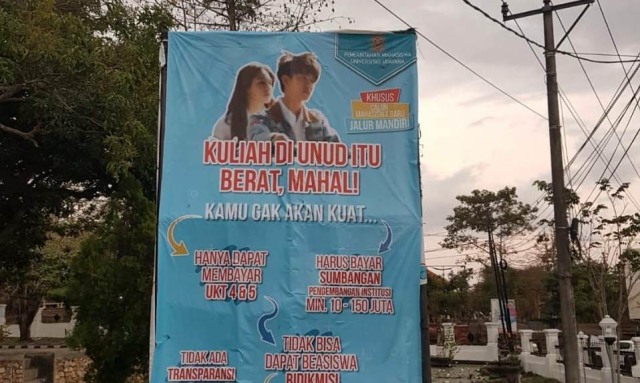 PEMERINTAHAN MAHASISWA
UNIVERSITAS UDAYANA
KHUSUS
CALON
MAHASISWA BARU
JALUR MANDIRI
KULIAH DI UNUD ITU
BERAT, MAHAL!
KAMU GAK AKAN KUAT...
HANYA DAPAT
MEMBAYAR
UKT 4 & 5
HARUS BAYAR
SUMBANGAN
PENGEMBANGAN INSTITUSI
MIN. 10 - 150 JUTA
TIDAK ADA
TRANSPARANSI
TIDAK BISA
DAPAT BEASISWA
BIDIKMISI